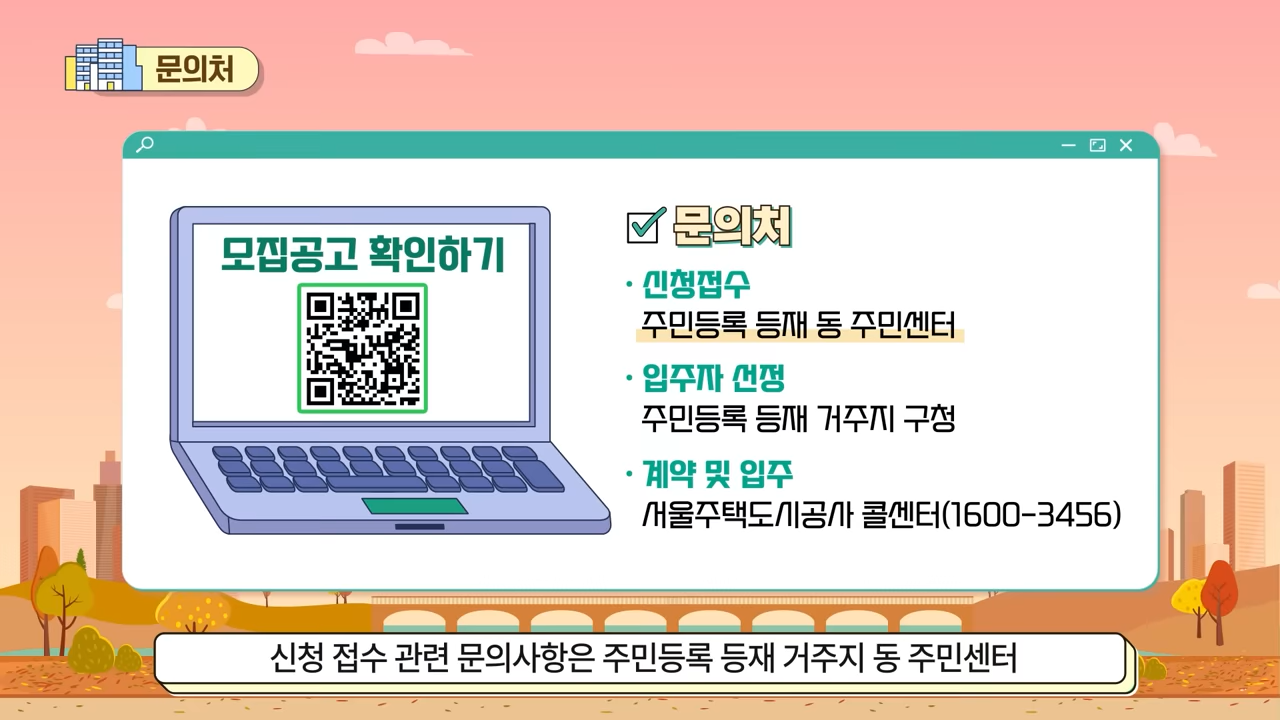 문의처
모집공고 확인하기
문의처
· 신청접수
주민등록 등재 동 주민센터
· 입주자 선정
주민등록 등재 거주지 구청
· 계약 및 입주
서울주택도시공사 콜센터(1600-3456)
신청 접수 관련 문의사항은 주민등록 등재 거주지 동 주민센터